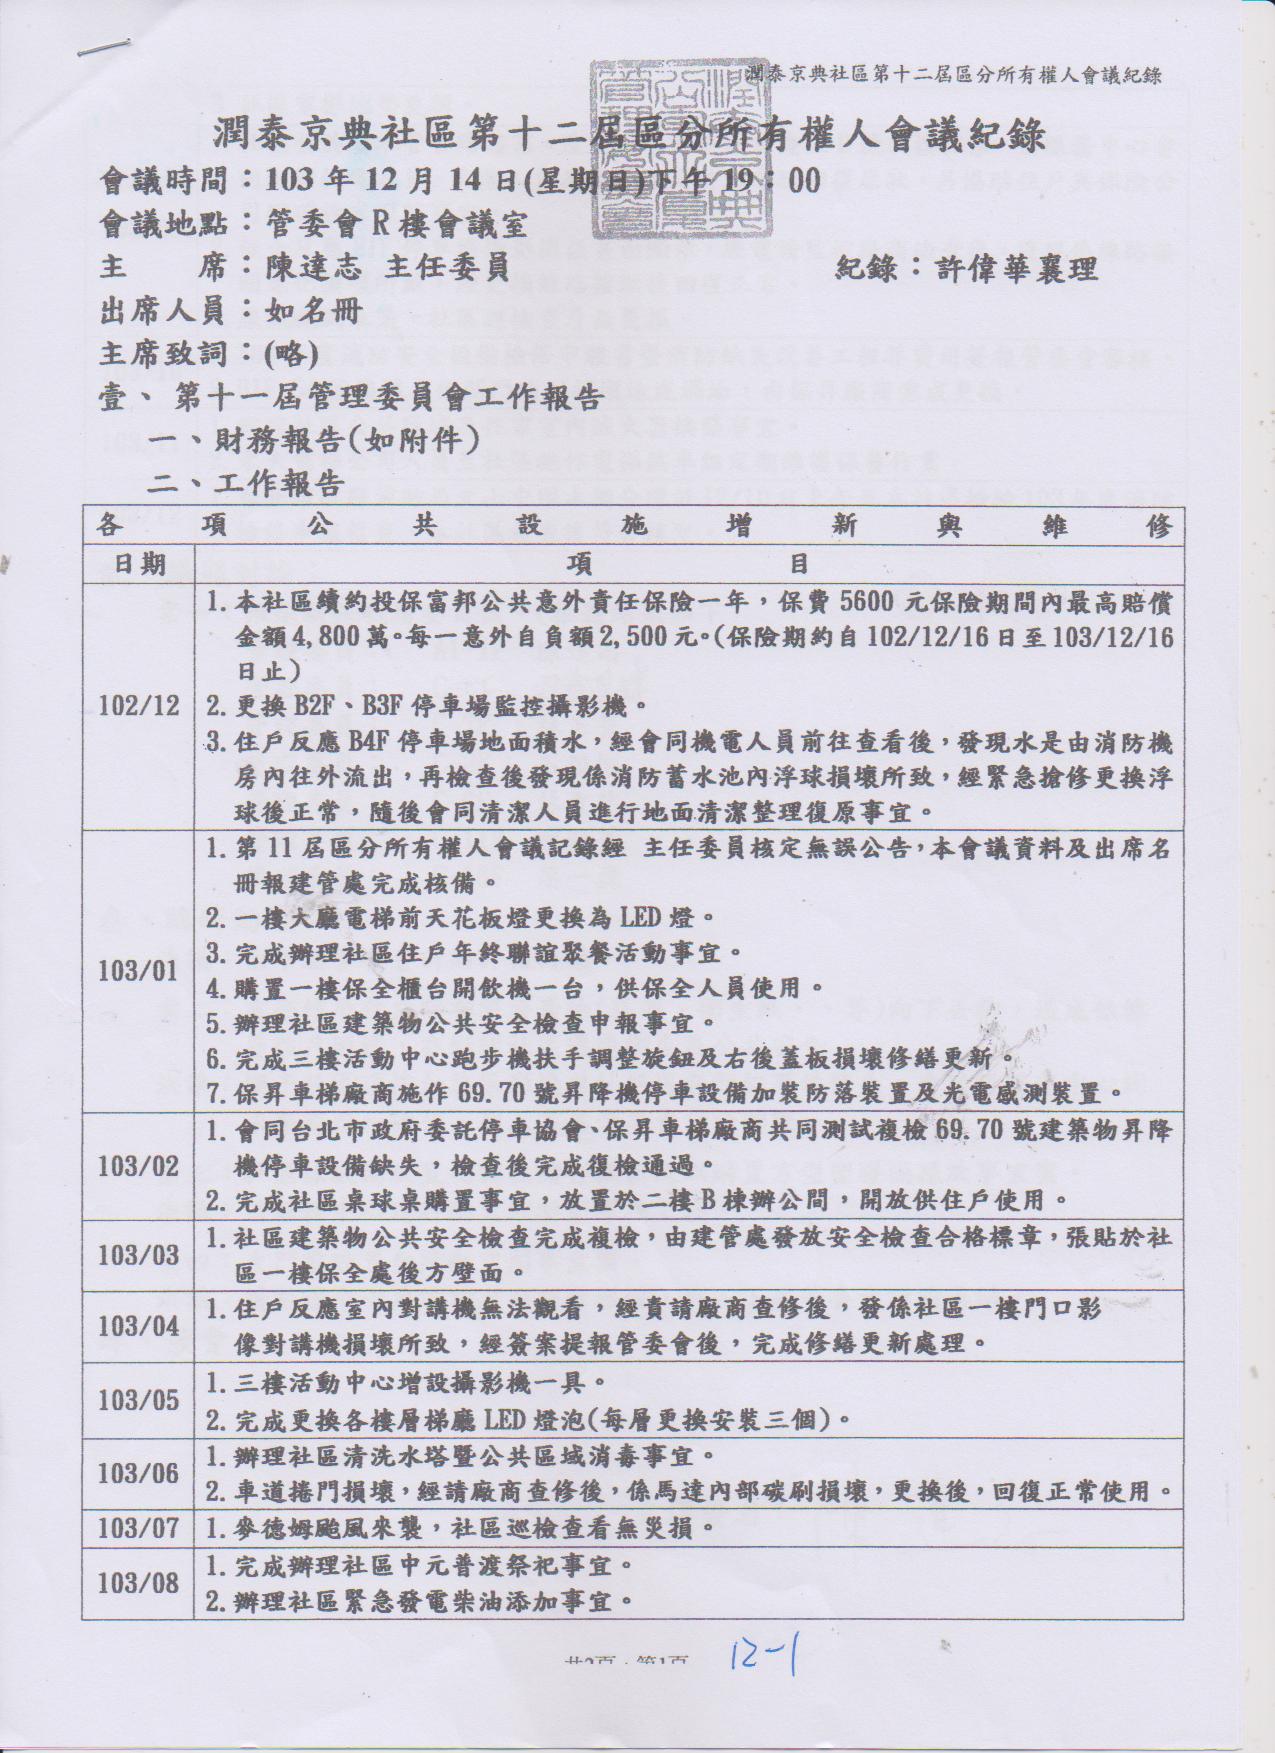 潤泰京典社區第十二屆區分所有權人會議紀錄
潤泰京典社區第十二屆區分所有權人會議紀錄
會議時間：103 年 12 月 14 日(星期日)下午 19：00
會議地點：管委會 R 樓會議室
主　　席：陳達志 主任委員　　紀錄：許偉華襄理
出席人員：如名冊
主席致詞：(略)
壹、 第十一屆管理委員會工作報告
一、財務報告(如附件)
二、工作報告
各項公共設施增新與維修
日期　項目
102/12
1. 本社區續約投保富邦公共意外責任保險一年，保費 5600 元保險期間內最高賠償
金額 4,800 萬。每一意外自負額 2,500 元。(保險期約自 102/12/16 日至 103/12/16
日止)
2. 更換 B2F、B3F 停車場監控攝影機。
3. 住戶反應 B4F 停車場地面積水，經會同機電人員前往查看後，發現水是由消防機
房內往外流出，再檢查後發現係消防蓄水池內浮球損壞所致，經緊急搶修更換浮
球後正常，隨後會同清潔人員進行地面清潔整理復原事宜。
103/01
1. 第 11 屆區分所有權人會議記錄經 主任委員核定無誤公告，本會議資料及出席名
冊報建管處完成核備。
2. 一樓大廳電梯前天花板燈更換為 LED 燈。
3. 完成辦理社區住戶年終聯誼聚餐活動事宜。
4. 購置一樓保全櫃台開飲機一台，供保全人員使用。
5. 辦理社區建築物公共安全檢查申報事宜。
6. 完成三樓活動中心跑步機扶手調整旋鈕及右後蓋板損壞修繕更新。
7. 保昇車梯廠商施作 69.70 號昇降機停車設備加裝防落裝置及光電感測裝置。
103/02
1. 會同台北市政府委託停車協會、保昇車梯廠商共同測試複檢 69.70 號建築物昇降
機停車設備缺失，檢查後完成復檢通過。
2. 完成社區桌球桌購置事宜，放置於二樓 B 棟辦公間，開放供住戶使用。
103/03
1. 社區建築物公共安全檢查完成複檢，由建管處發放安全檢查合格標章，張貼於社
區一樓保全處後方壁面。
103/04
1. 住戶反應室內對講機無法觀看，經責請廠商查修後，發係社區一樓門口影
像對講機損壞所致，經簽案提報管委會後，完成修繕更新處理。
103/05
1. 三樓活動中心增設攝影機一具。
2. 完成更換各樓層梯廳 LED 燈泡(每層更換安裝三個)。
103/06
1. 辦理社區清洗水塔暨公共區域消毒事宜。
2. 車道捲門損壞，經請廠商查修後，係馬達內部碳刷損壞，更換後，回復正常使用。
103/07
1. 麥德姆颱風來襲，社區巡檢查看無災損。
103/08
1. 完成辦理社區中元普渡祭祀事宜。
2. 辦理社區緊急發電柴油添加事宜。
12-1